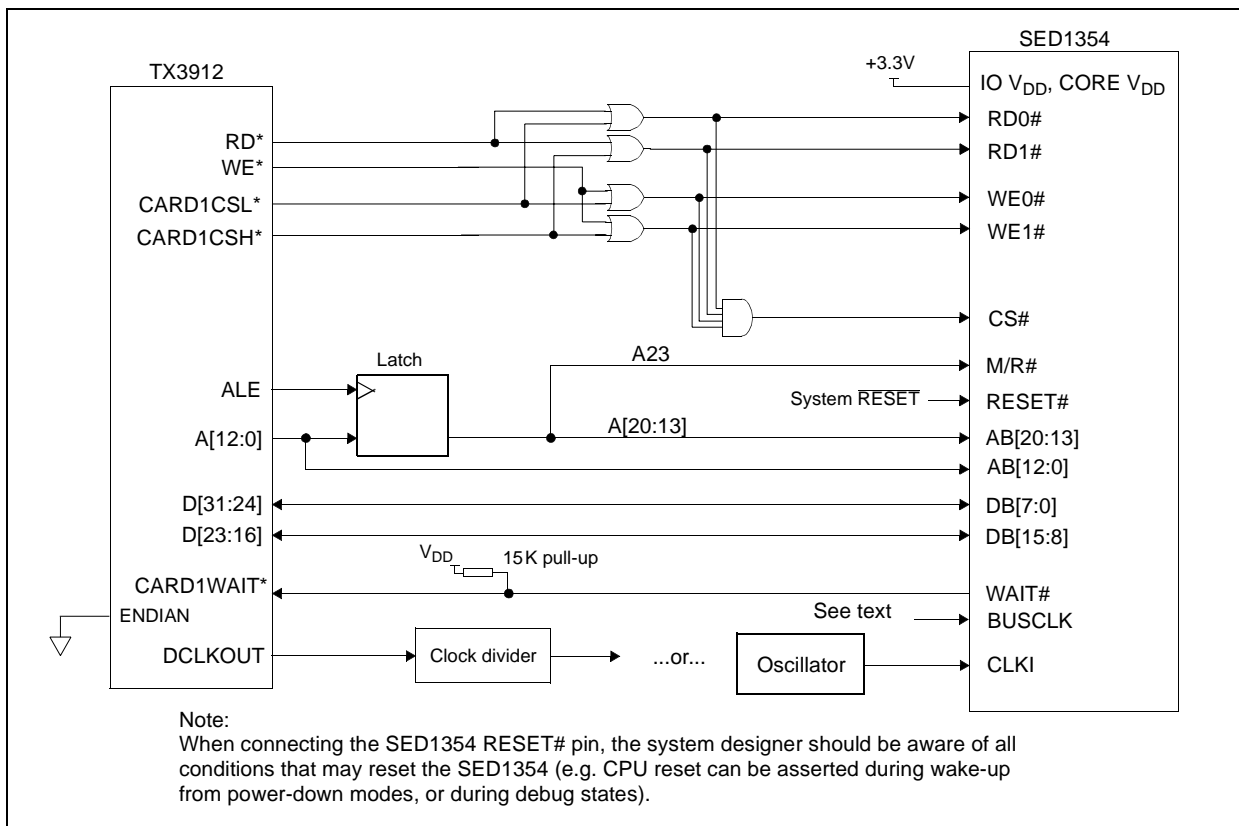 SED1354
TX3912
+3.3V
IO VDD, CORE VDD
RD*
WE*
CARD1CSL*
CARD1CSH*
RD0#
RD1#
WE0#
WE1#
CS#
A23
M/R#
Latch
ALE
System RESET
RESET#
A[12:0]
A[20:13]
AB[20:13]
AB[12:0]
D[31:24]
DB[7:0]
D[23:16]
DB[15:8]
VDD
15K pull-up
CARD1WAIT*
WAIT#
ENDIAN
See text
BUSCLK
DCLKOUT
Clock divider
...or...
Oscillator
CLKI
Note:
When connecting the SED1354 RESET# pin, the system designer should be aware of all
conditions that may reset the SED1354 (e.g. CPU reset can be asserted during wake-up
from power-down modes, or during debug states).